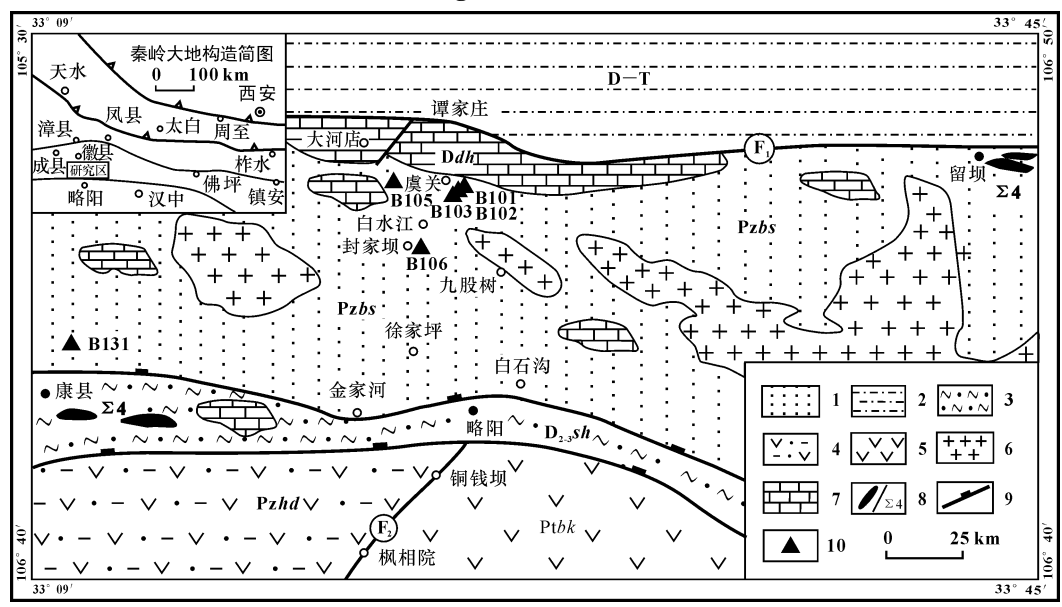 33° 09′
33° 45′
105° 30′
106° 50′
秦岭大地构造简图
0 100 km
天水
西安
凤县
太白
周至
漳县
徽县
成县
研究区
柞水
佛坪
镇安
略阳
汉中
D—T
谭家庄
大河店
Ddh
F₁
留坝
Σ4
虞关
B105
B101
B103
B102
白水江
封家坝
B106
九股树
Pzbs
Pzbs
徐家坪
B131
白石沟
康县
金家河
Σ4
略阳
D₂₋₃sh
铜钱坝
Pzhd
F₂
Ptbk
枫相院
1
2
3
4
5
6
7
Σ4
8
9
10
0 25 km
106° 40′
106° 40′
33° 09′
33° 45′